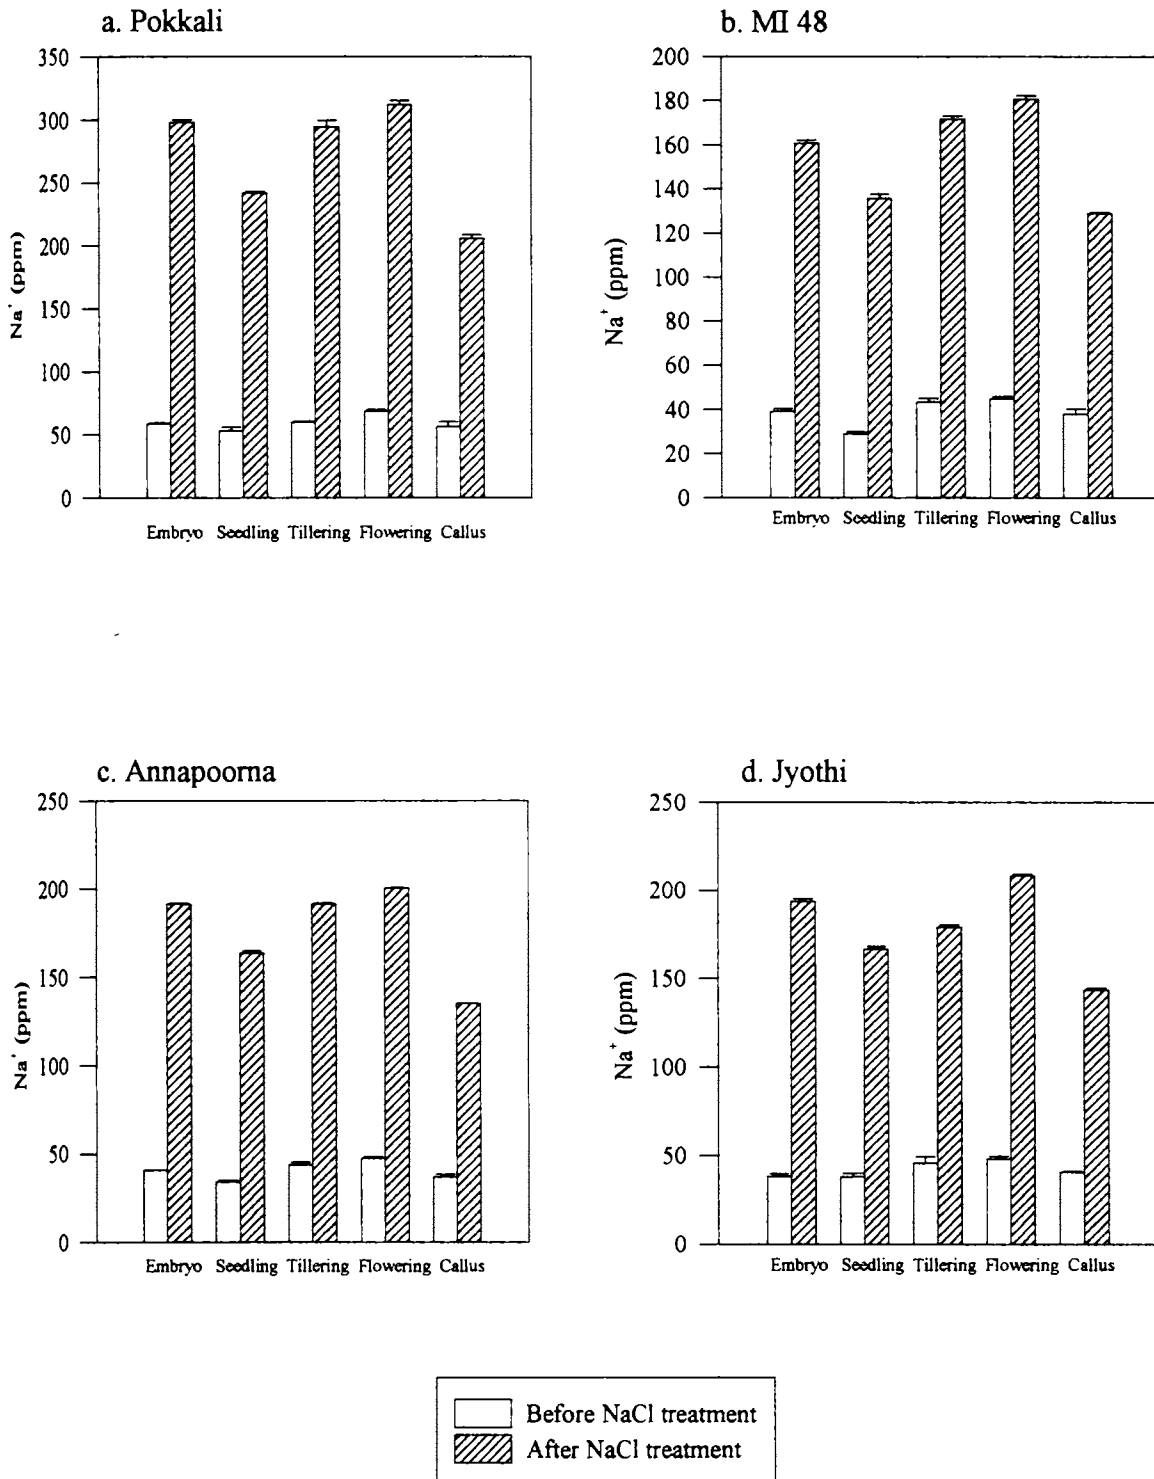 a. Pokkali
350
300
250
200
150
100
50
0
Na+ (ppm)
Embryo Seedling Tillering Flowering Callus
b. MI 48
200
180
160
140
120
100
80
60
40
20
0
Na+ (ppm)
Embryo Seedling Tillering Flowering Callus
c. Annapoorna
250
200
150
100
50
0
Na+ (ppm)
Embryo Seedling Tillering Flowering Callus
d. Jyothi
250
200
150
100
50
0
Na+ (ppm)
Embryo Seedling Tillering Flowering Callus
Before NaCl treatment
After NaCl treatment